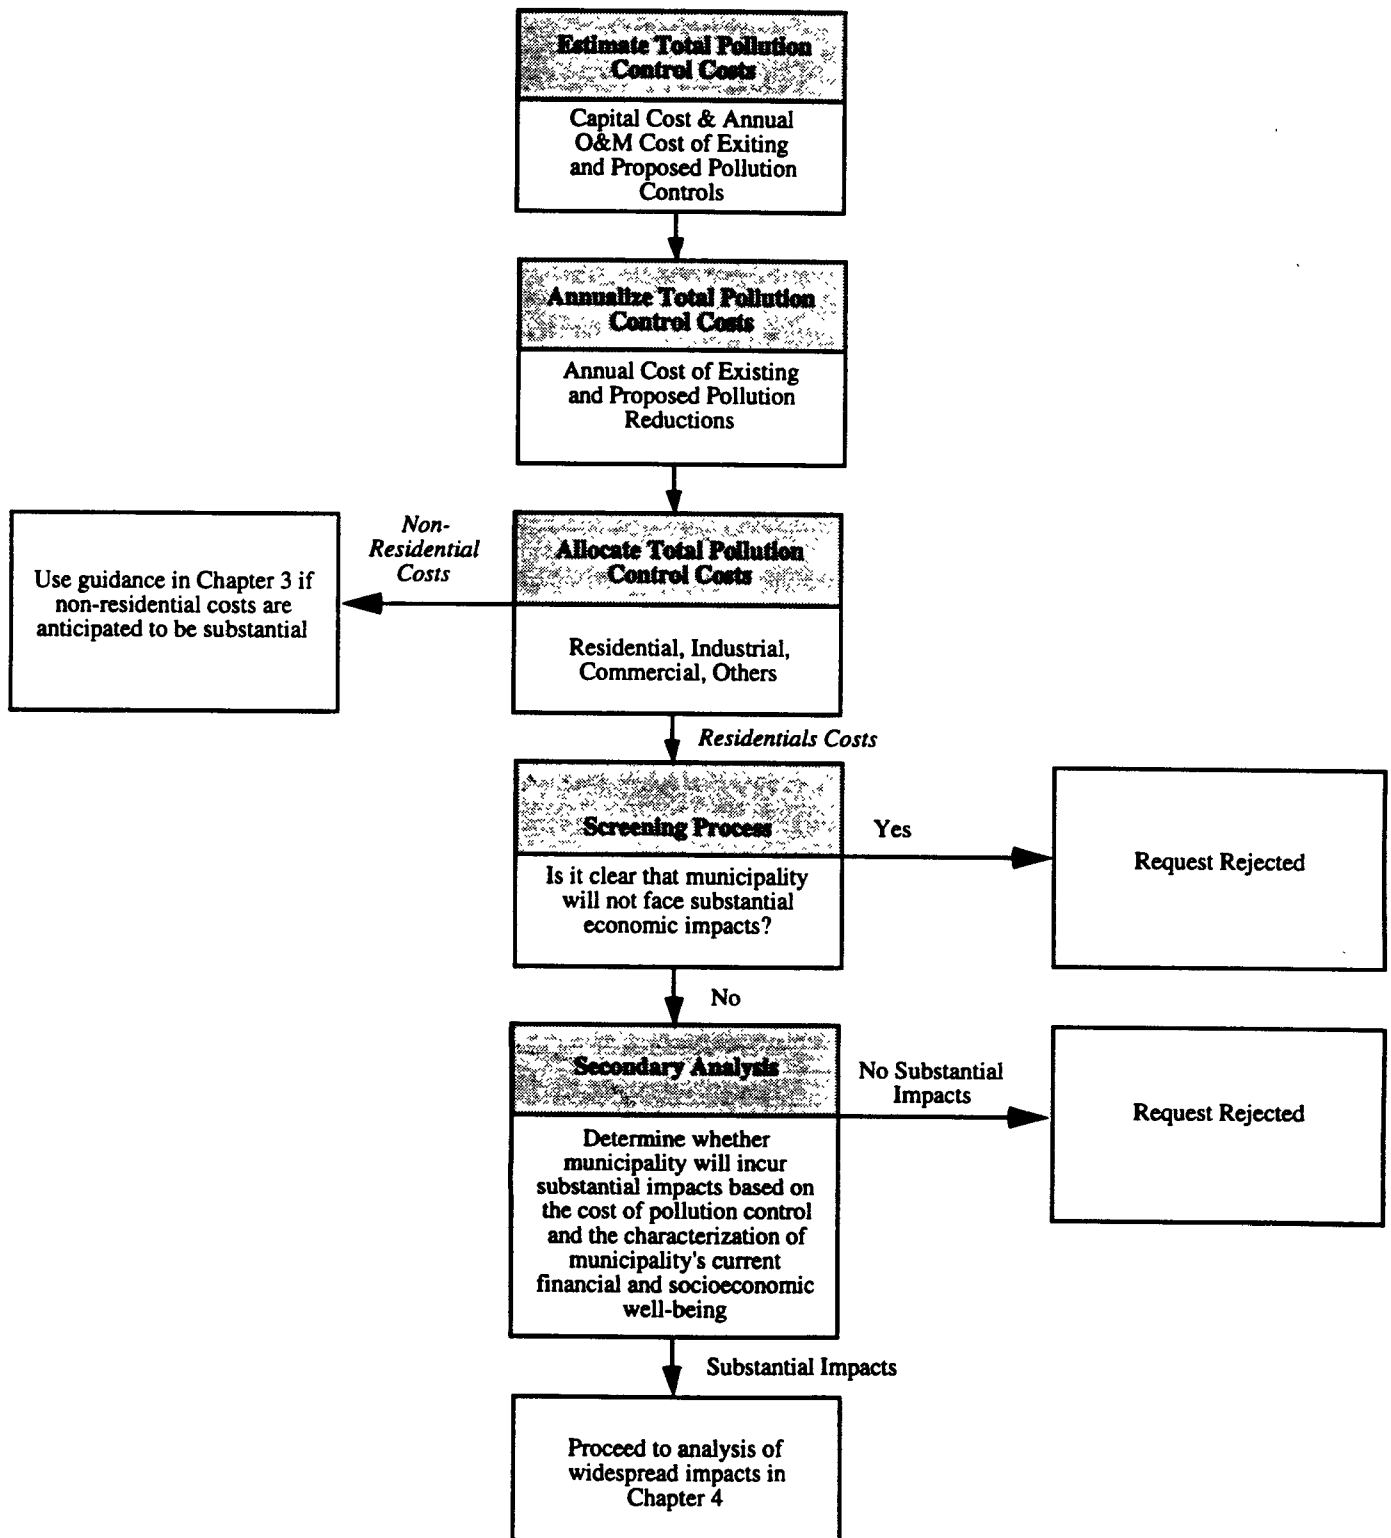 Estimate Total Pollution
Control Costs
Capital Cost & Annual
O&M Cost of Exiting
and Proposed Pollution
Controls
Annualize Total Pollution
Control Costs
Annual Cost of Existing
and Proposed Pollution
Reductions
Non-
Residential
Costs
Allocate Total Pollution
Control Costs
Use guidance in Chapter 3 if
non-residential costs are
anticipated to be substantial
Residential, Industrial,
Commercial, Others
Residentials Costs
Screening Process
Yes
Is it clear that municipality
will not face substantial
economic impacts?
Request Rejected
No
Secondary Analysis
No Substantial
Impacts
Request Rejected
Determine whether
municipality will incur
substantial impacts based on
the cost of pollution control
and the characterization of
municipality's current
financial and socioeconomic
well-being
Substantial Impacts
Proceed to analysis of
widespread impacts in
Chapter 4